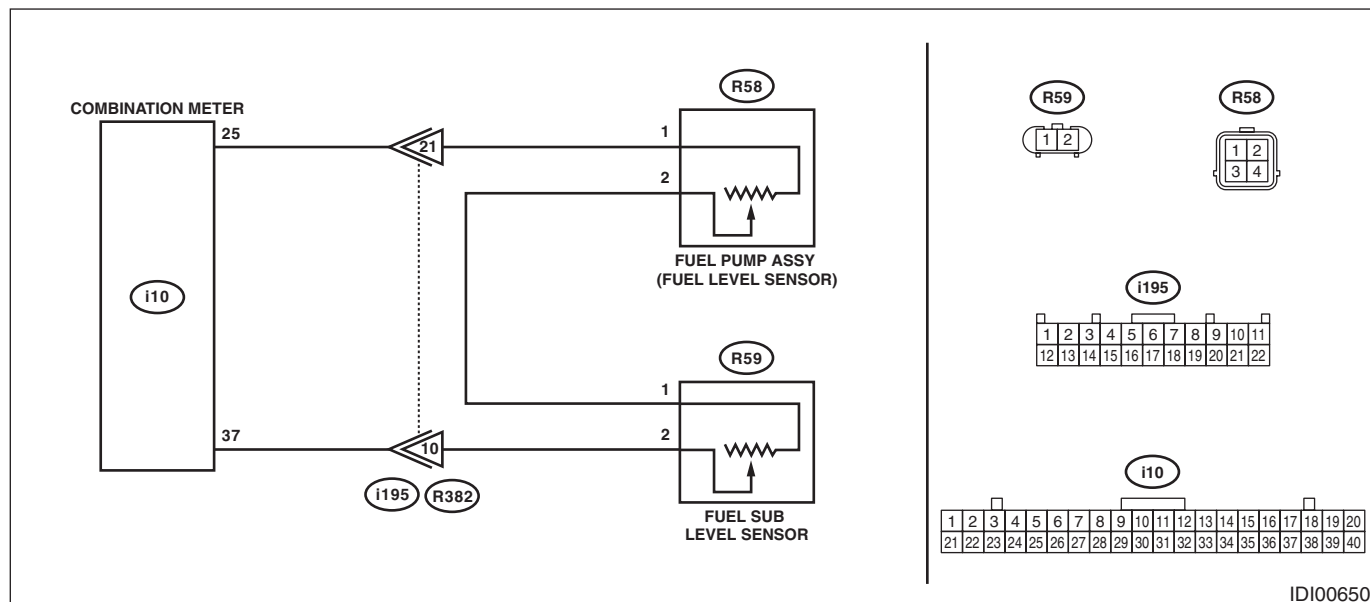 COMBINATION METER
i10
25
37
21
10
i195 R382
R58
1
2
FUEL PUMP ASSY
(FUEL LEVEL SENSOR)
R59
1
2
FUEL SUB
LEVEL SENSOR
R59
1 2
R58
1 2
3 4
i195
1 2 3 4 5 6 7 8 9 10 11
12 13 14 15 16 17 18 19 20 21 22
i10
1 2 3 4 5 6 7 8 9 10 11 12 13 14 15 16 17 18 19 20
21 22 23 24 25 26 27 28 29 30 31 32 33 34 35 36 37 38 39 40
IDI00650